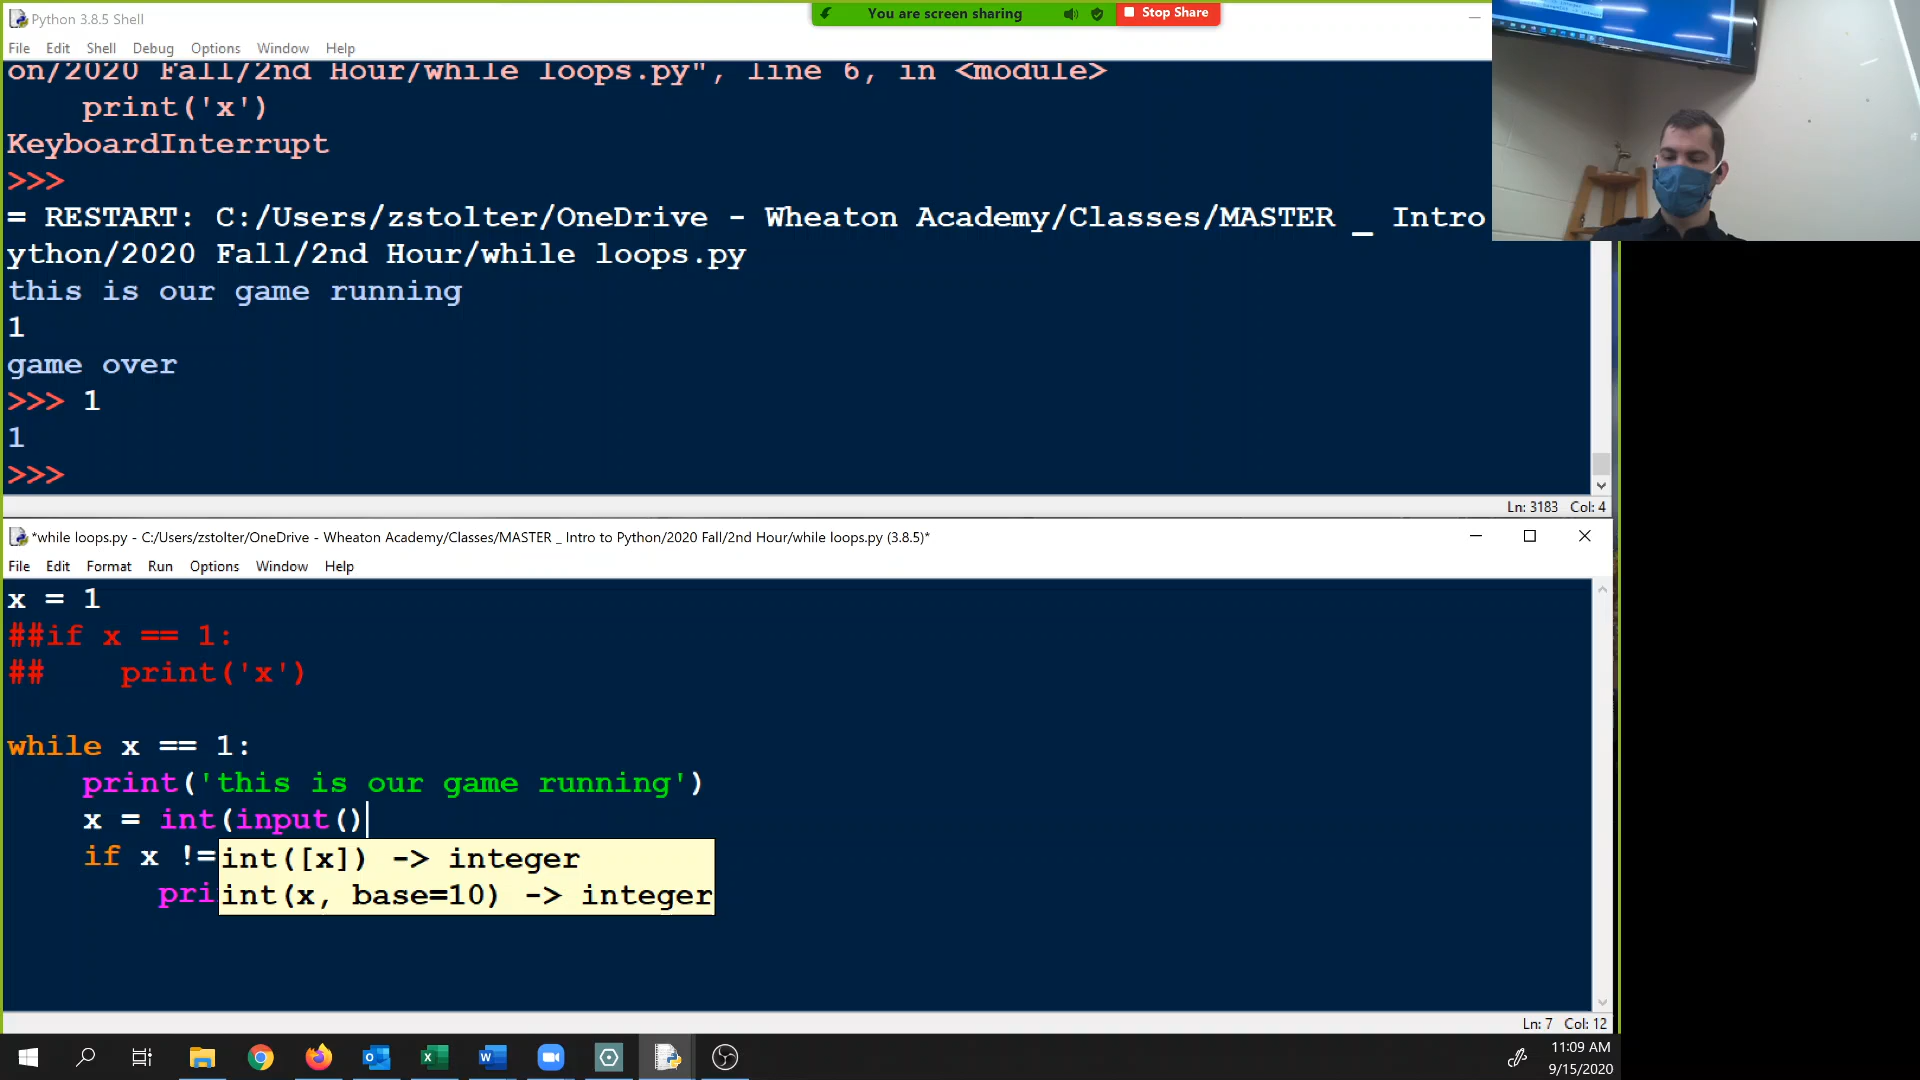 Python 3.8.5 Shell
You are screen sharing
Stop Share
File Edit Shell Debug Options Window Help
on/2020 Fall/2nd Hour/while loops.py", line 6, in <module>
    print('x')
KeyboardInterrupt
>>>
= RESTART: C:/Users/zstolter/OneDrive - Wheaton Academy/Classes/MASTER _ Intro
ython/2020 Fall/2nd Hour/while loops.py
this is our game running
1
game over
>>> 1
1
>>>
Ln: 3183 Col: 4
*while loops.py - C:/Users/zstolter/OneDrive - Wheaton Academy/Classes/MASTER _ Intro to Python/2020 Fall/2nd Hour/while loops.py (3.8.5)*
File Edit Format Run Options Window Help
x = 1
##if x == 1:
##    print('x')
while x == 1:
    print('this is our game running')
    x = int(input()
    if x !=
int([x]) -> integer
        pri
int(x, base=10) -> integer
Ln: 7 Col: 12
11:09 AM
9/15/2020